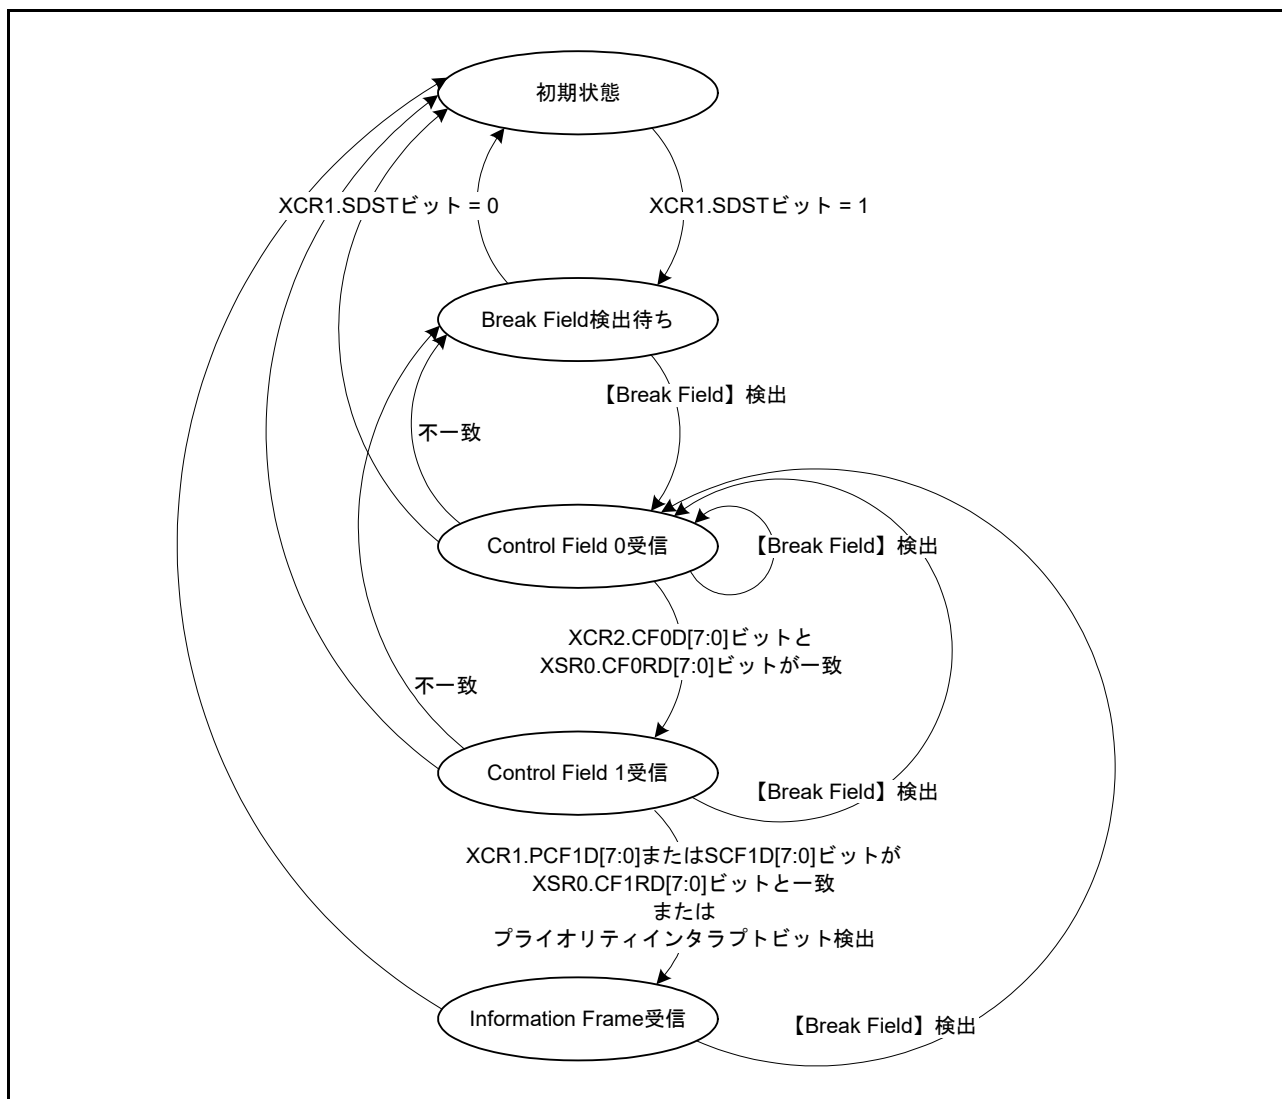 初期状態
XCR1.SDSTビット = 0
XCR1.SDSTビット = 1
Break Field検出待ち
【Break Field】検出
不一致
Control Field 0受信
【Break Field】検出
XCR2.CF0D[7:0]ビットと
XSR0.CF0RD[7:0]ビットが一致
不一致
Control Field 1受信
【Break Field】検出
XCR1.PCF1D[7:0]またはSCF1D[7:0]ビットが
XSR0.CF1RD[7:0]ビットと一致
または
プライオリティインタラプトビット検出
Information Frame受信
【Break Field】検出